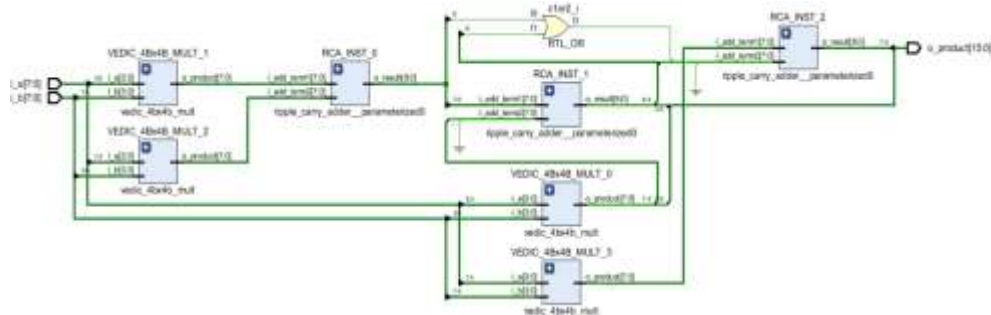 VEDIC_4Bx4B_MULT_1
i_a[3:0]
i_b[3:0]
o_product[7:0]
vedic_4bx4b_mult
i_a[7:0]
i_b[7:0]
VEDIC_4Bx4B_MULT_2
i_a[3:0]
i_b[3:0]
o_product[7:0]
vedic_4bx4b_mult
RCA_INST_0
i_add_term1[7:0]
i_add_term2[7:0]
o_result[8:0]
ripple_carry_adder__parameterized0
I0
I1
RTL_OR
RCA_INST_1
i_add_term1[7:0]
i_add_term2[7:0]
o_result[8:0]
ripple_carry_adder__parameterized0
RCA_INST_2
i_add_term1[7:0]
i_add_term2[7:0]
o_result[8:0]
ripple_carry_adder__parameterized0
o_product[15:0]
VEDIC_4Bx4B_MULT_0
i_a[3:0]
i_b[3:0]
o_product[7:0]
vedic_4bx4b_mult
VEDIC_4Bx4B_MULT_3
i_a[3:0]
i_b[3:0]
o_product[7:0]
vedic_4bx4b_mult